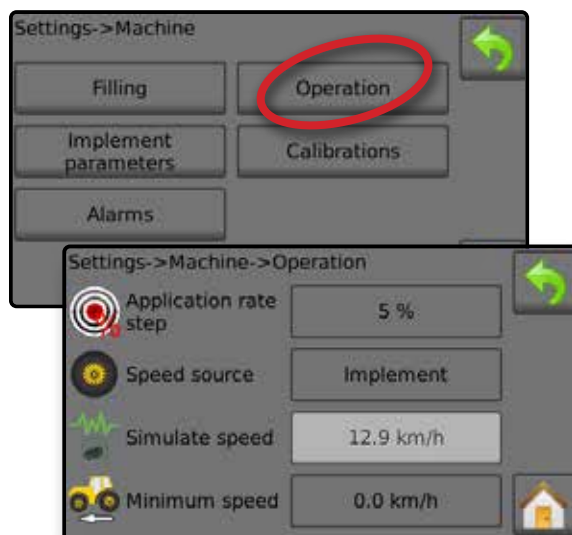 Settings->Machine
Filling
Operation
Implement
parameters
Calibrations
Alarms
Settings->Machine->Operation
Application rate
step
5 %
Speed source
Implement
Simulate speed
12.9 km/h
Minimum speed
0.0 km/h